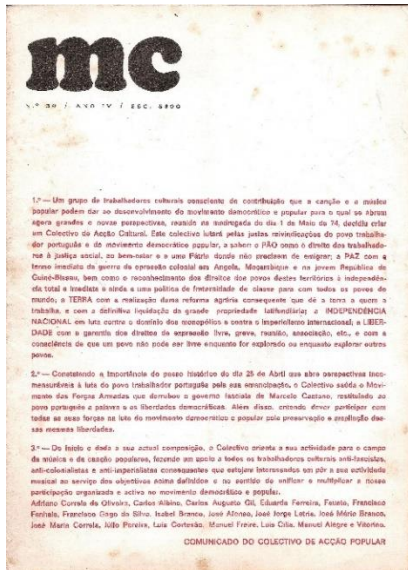 mc
N.º 30 / ANO IV / ESC. 5$00
1.º — Um grupo de trabalhadores culturais consciente da contribuição que a canção e a música
popular podem dar ao desenvolvimento do movimento democrático e popular para o qual se abrem
agora grandes e novas perspectivas, reunido na madrugada do dia 1 de Maio de 74, decidiu criar
um Colectivo de Acção Cultural. Este colectivo lutará pelas justas reivindicações do povo trabalha-
dor português e do movimento democrático popular, a saber: o PÃO como o direito dos trabalhado-
res à justiça social, ao bem-estar e a uma Pátria donde não precisem de emigrar; a PAZ com o
termo imediato da guerra de opressão colonial em Angola, Moçambique e na jovem República da
Guiné-Bissau, bem como o reconhecimento dos direitos dos povos destes territórios à independên-
cia total e imediata e ainda a uma política de fraternidade de classe para com todos os povos do
mundo; a TERRA com a realização duma reforma agrária consequente que dê a terra a quem a
trabalha, e com a definitiva liquidação da grande propriedade latifundiária; a INDEPENDÊNCIA
NACIONAL em luta contra o domínio dos monopólios e contra o imperialismo internacional; a LIBER-
DADE com a garantia dos direitos de expressão livre, greve, reunião, associação, etc., e com a
consciência de que um povo não pode ser livre enquanto for explorado ou enquanto explorar outros
povos.
2.º — Constatando a importância do passo histórico do dia 25 de Abril que abre perspectivas inco-
mensuráveis à luta do povo trabalhador português pela sua emancipação, o Colectivo saúda o Movi-
mento das Forças Armadas que derrubou o governo fascista de Marcelo Caetano, restituindo ao
povo português a palavra e as liberdades democráticas. Além disso, entende dever participar com
todas as suas forças na luta do movimento democrático e popular pela preservação e ampliação des-
sas mesmas liberdades.
3.º — De início e dada a sua actual composição, o Colectivo orienta a sua actividade para o campo
da música e da canção populares, fazendo um apelo a todos os trabalhadores culturais anti-fascistas,
anti-colonialistas e anti-imperialistas consequentes que estejam interessados em pôr a sua actividade
musical ao serviço dos objectivos acima definidos e no sentido de unificar e multiplicar a nossa
participação organizada e activa no movimento democrático e popular.
Adriano Correia de Oliveira, Carlos Albino, Carlos Augusto Gil, Eduarda Ferreira, Fausto, Francisco
Fanhais, Francisco Gago da Silva, Isabel Branco, José Afonso, José Jorge Letria, José Mário Branco,
José Maria Correia, Júlio Pereira, Luís Cortesão, Manuel Freire, Luís Cília, Manuel Alegre e Vitorino.
COMUNICADO DO COLECTIVO DE ACÇÃO POPULAR